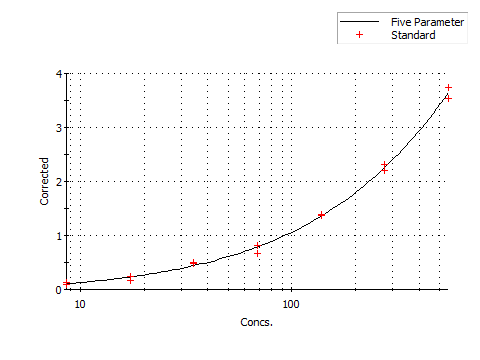 Five Parameter
Standard
4
3
2
1
0
Corrected
10 100
Concs.